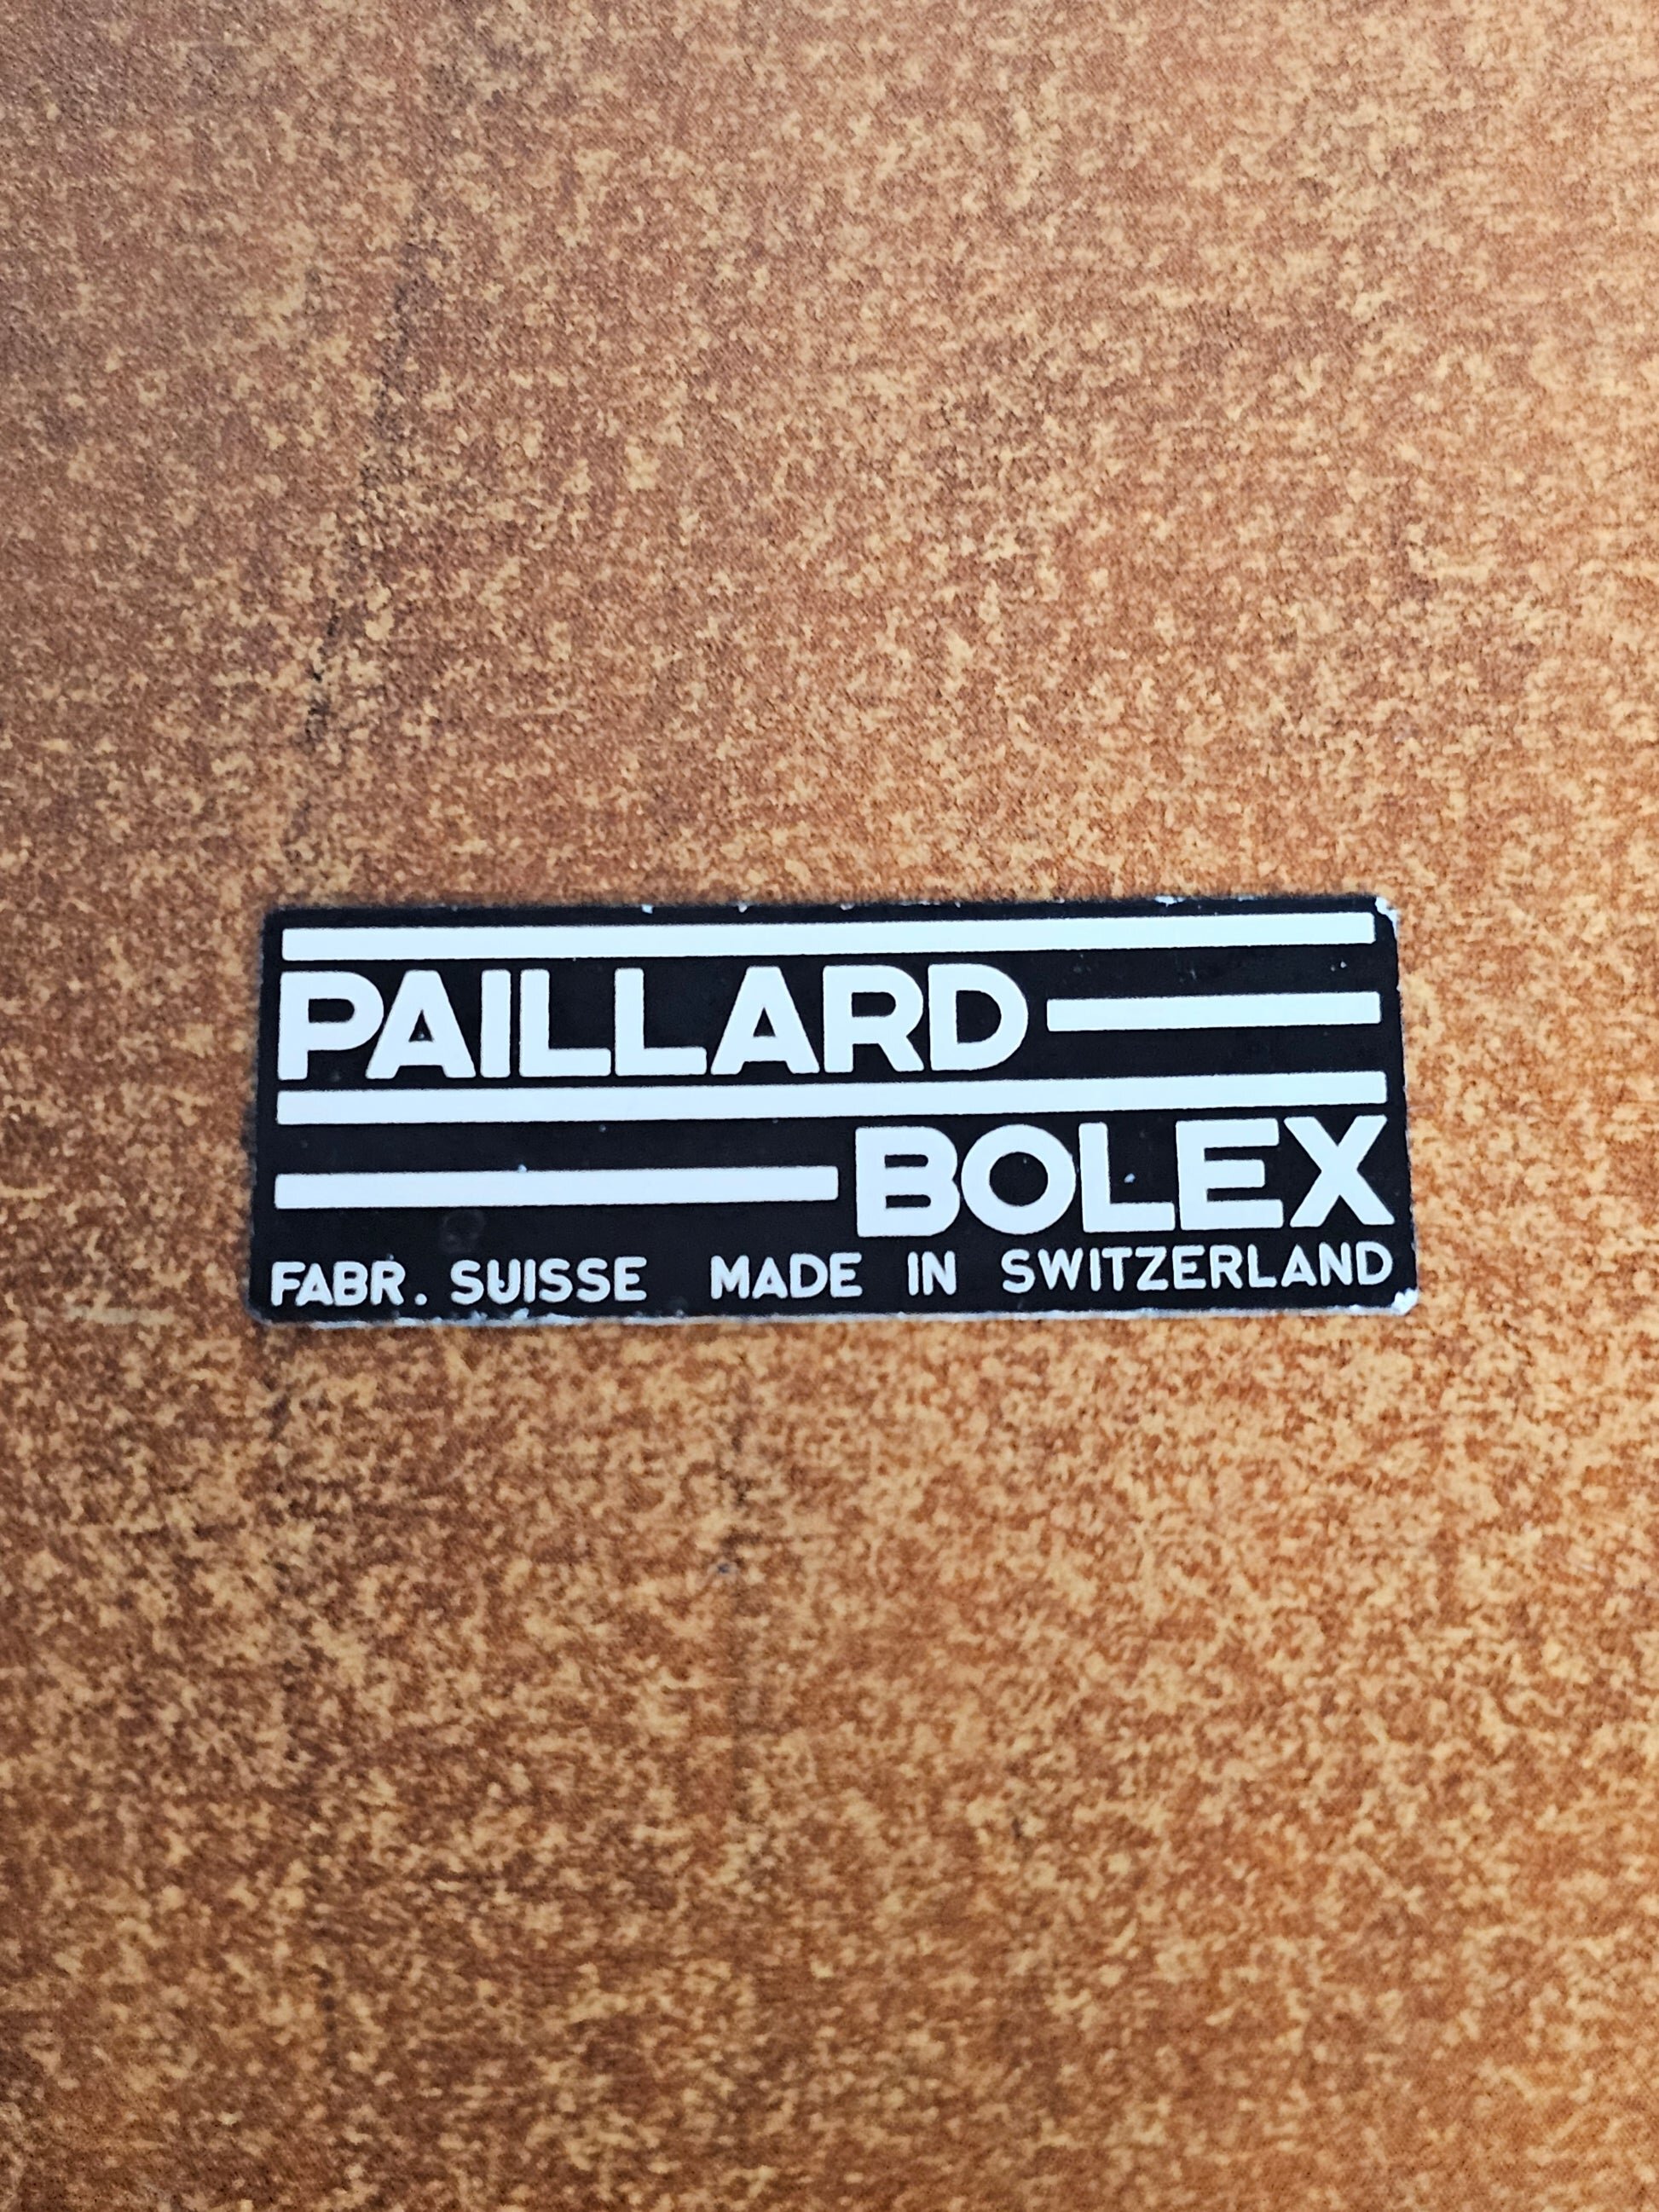 PAILLARD
BOLEX
FABR. SUISSE MADE IN SWITZERLAND